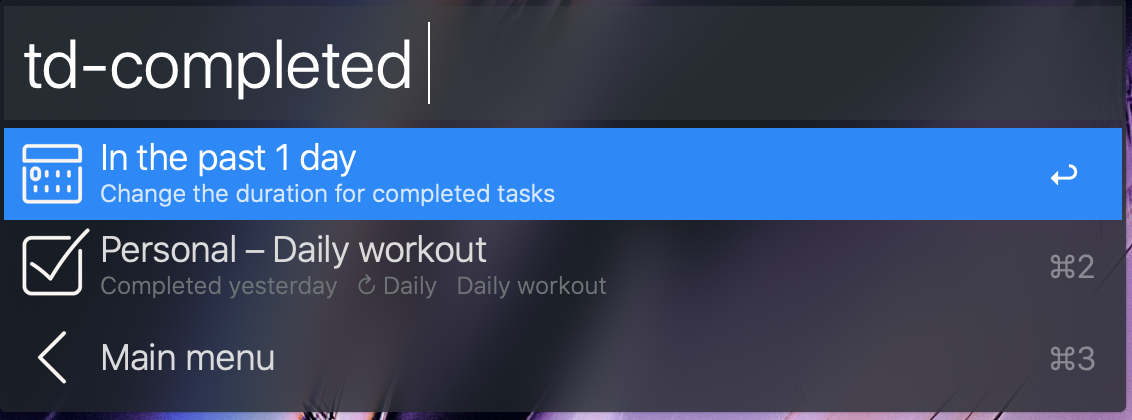 td-completed
In the past 1 day
Change the duration for completed tasks
Personal – Daily workout
Completed yesterday ↻ Daily Daily workout
⌘2
Main menu
⌘3